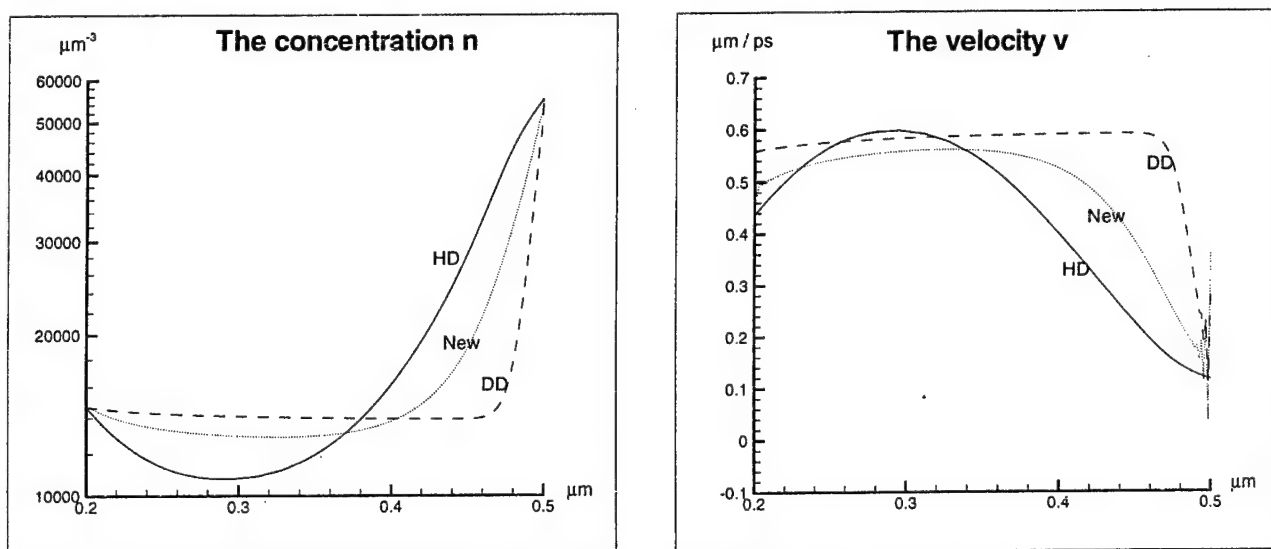 The concentration n
μm-3
60000
50000
40000
30000
20000
10000
HD
New
DD
0.2
0.3
0.4
0.5
μm
The velocity v
μm / ps
0.7
0.6
0.5
0.4
0.3
0.2
0.1
0
-0.1
DD
New
HD
0.2
0.3
0.4
0.5
μm